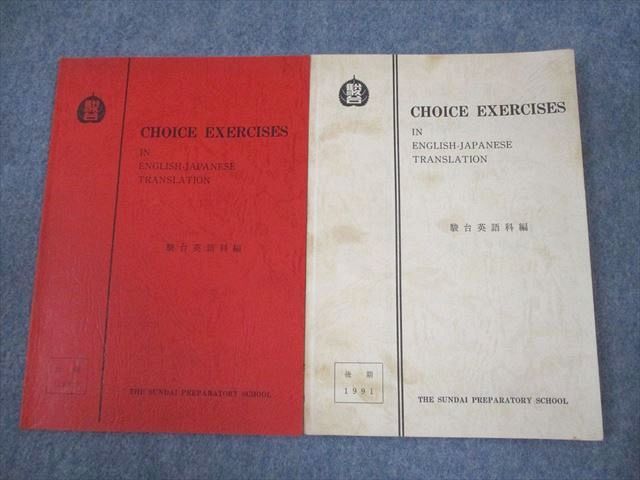 駿台
CHOICE EXERCISES
IN
ENGLISH-JAPANESE
TRANSLATION
駿台英語科編
THE SUNDAI PREPARATORY SCHOOL
駿台
CHOICE EXERCISES
IN
ENGLISH-JAPANESE
TRANSLATION
駿台英語科編
後期
1991
THE SUNDAI PREPARATORY SCHOOL